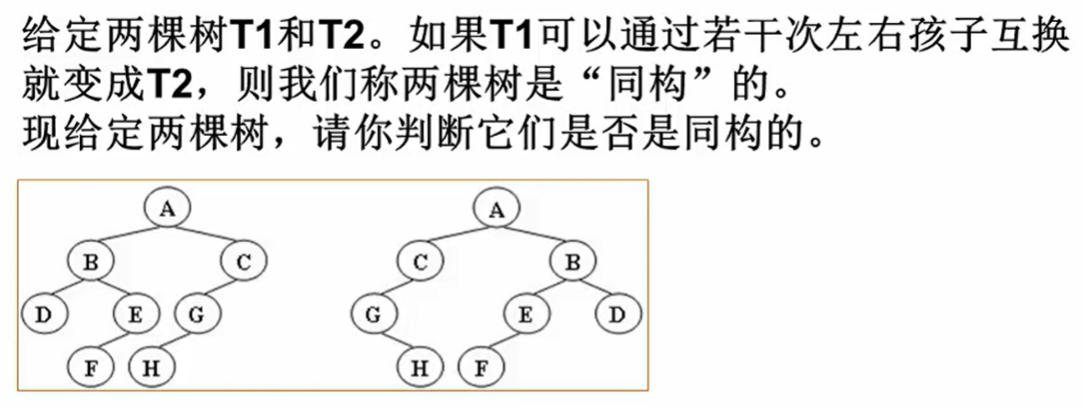 给定两棵树T1和T2。如果T1可以通过若干次左右孩子互换
就变成T2，则我们称两棵树是“同构”的。
现给定两棵树，请你判断它们是否是同构的。
A A
B C C B
D E G G E D
F H H F